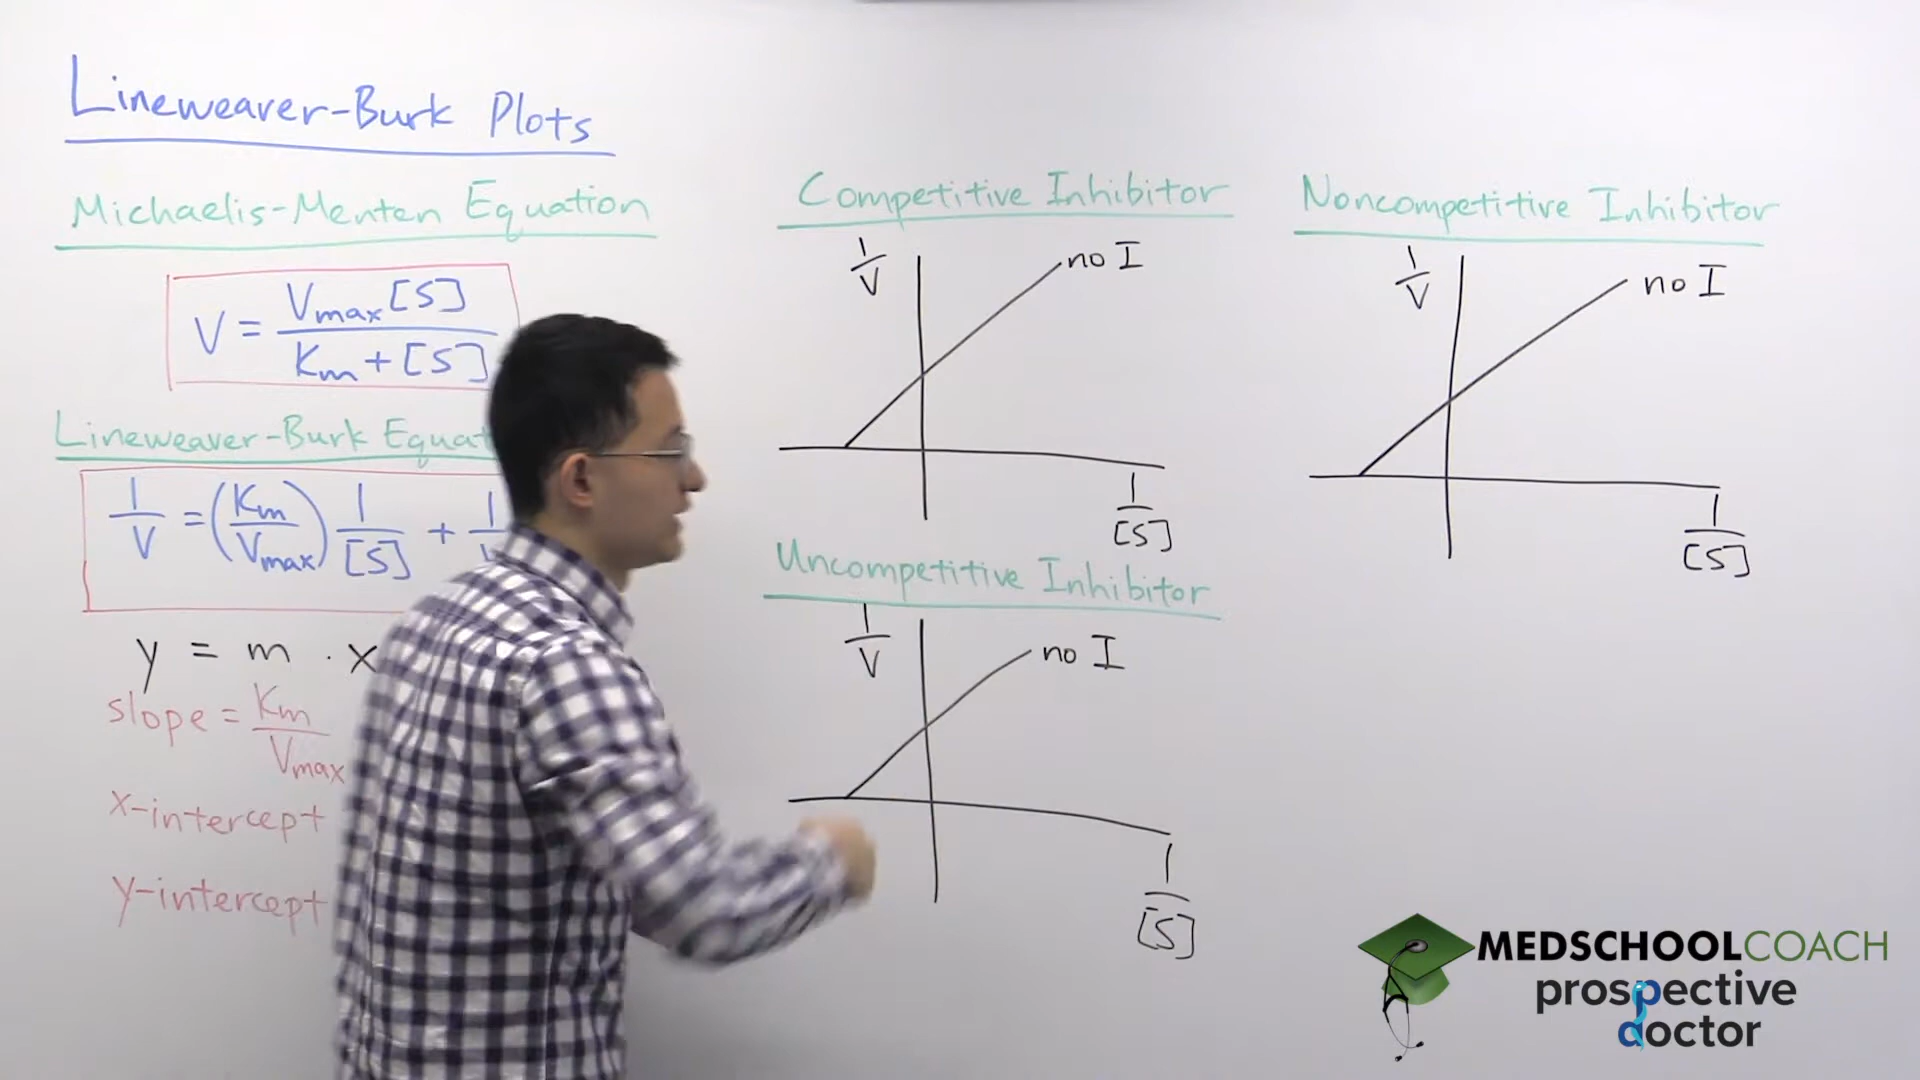 Lineweaver-Burk Plots
Michaelis-Menten Equation
V = Vmax[S]
Km + [S]
Lineweaver-Burk
1/V = (Km/Vmax) 1/[S] + 1
y = m · x
slope = Km/Vmax
x-intercept
y-intercept
Competitive Inhibitor
1/V
no I
1/[S]
Uncompetitive Inhibitor
1/V
no I
1/[S]
Noncompetitive Inhibitor
1/V
no I
1/[S]
MEDSCHOOLCOACH
prospective
doctor